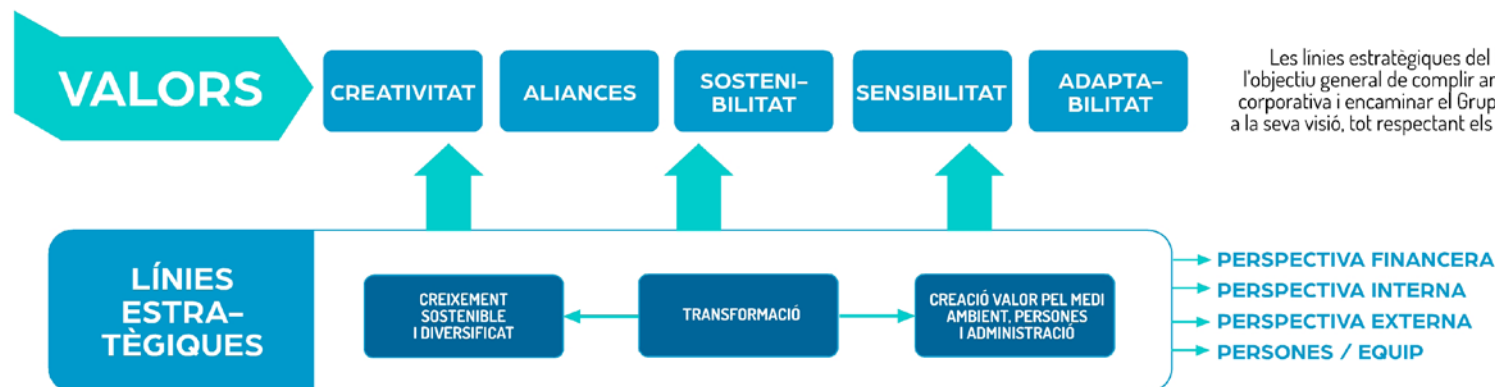 VALORS
CREATIVITAT
ALIANCES
SOSTENI-
BILITAT
SENSIBILITAT
ADAPTA-
BILITAT
Les línies estratègiques del
l'objectiu general de complir
corporativa i encaminar el Grup
a la seva visió, tot respectant els
LÍNIES
ESTRA-
TÈGIQUES
CREIXEMENT
SOSTENIBLE
I DIVERSIFICAT
TRANSFORMACIÓ
CREACIÓ VALOR PEL MEDI
AMBIENT, PERSONES
I ADMINISTRACIÓ
PERSPECTIVA FINANCERA
PERSPECTIVA INTERNA
PERSPECTIVA EXTERNA
PERSONES / EQUIP